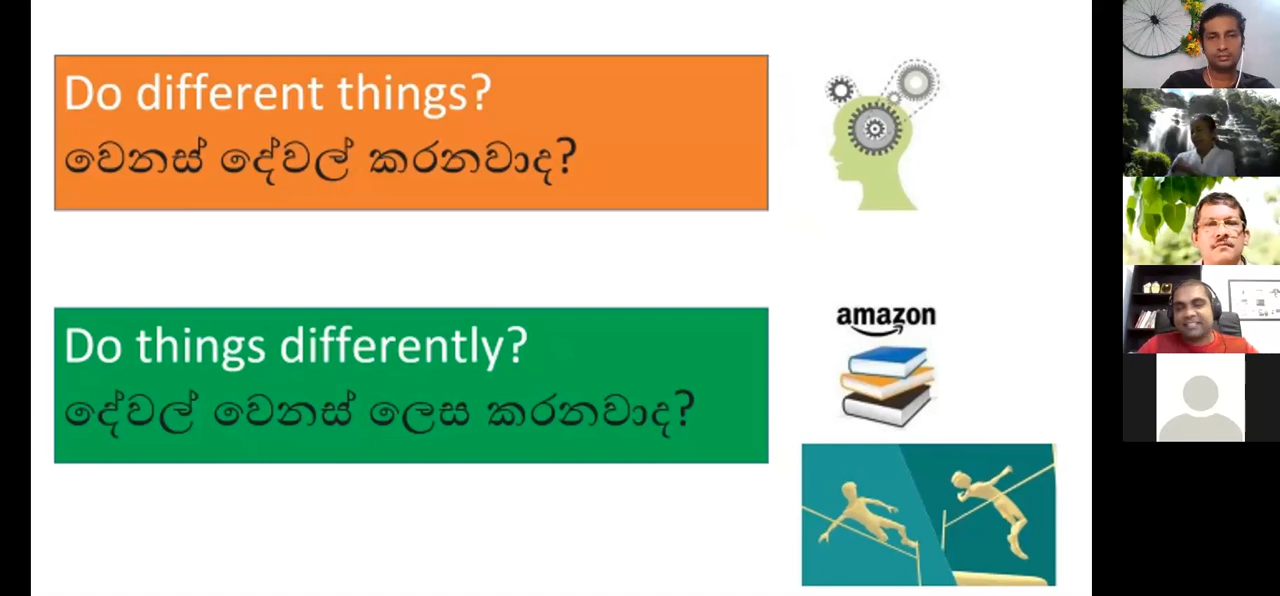 Do different things?
වෙනස් දේවල් කරනවාද?
amazon
Do things differently?
දේවල් වෙනස් ලෙස කරනවාද?